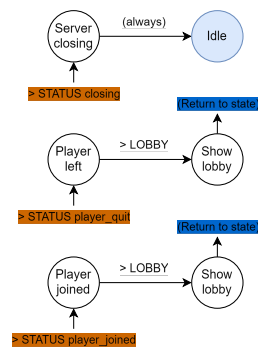 Server
closing
(always)
Idle
> STATUS closing
(Return to state)
Player
left
> LOBBY
Show
lobby
> STATUS player_quit
(Return to state)
Player
joined
> LOBBY
Show
lobby
> STATUS player_joined